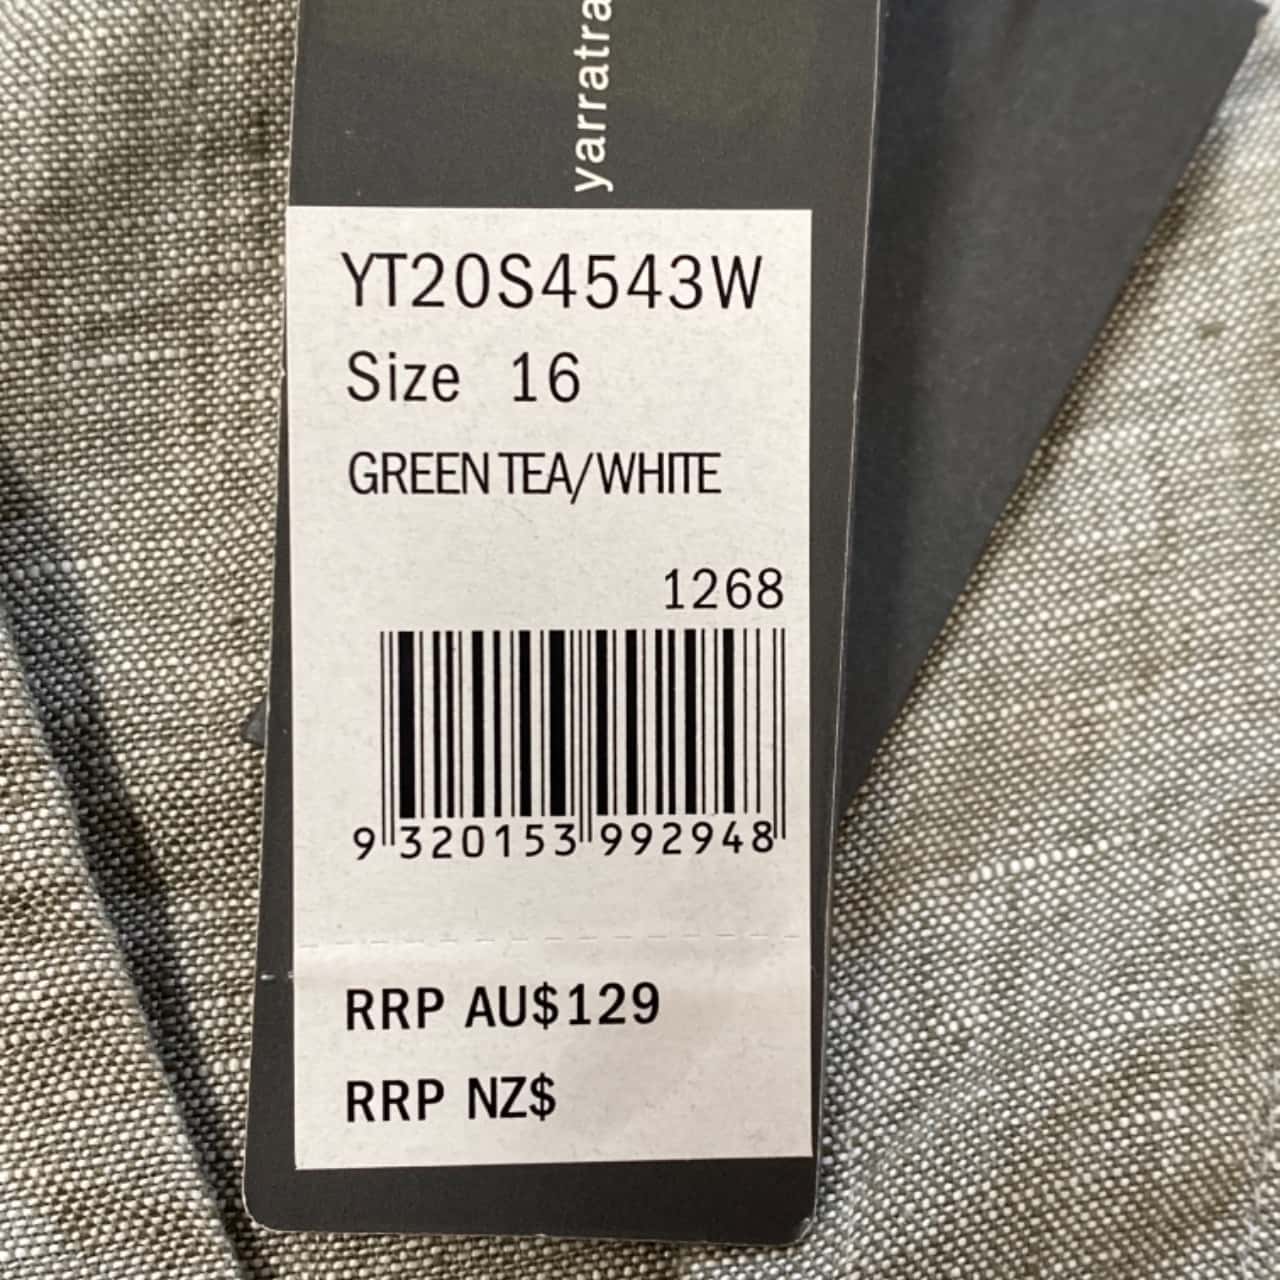 yarratra
YT20S4543W
Size 16
GREEN TEA/WHITE
1268
9 320153 992948
RRP AU$129
RRP NZ$